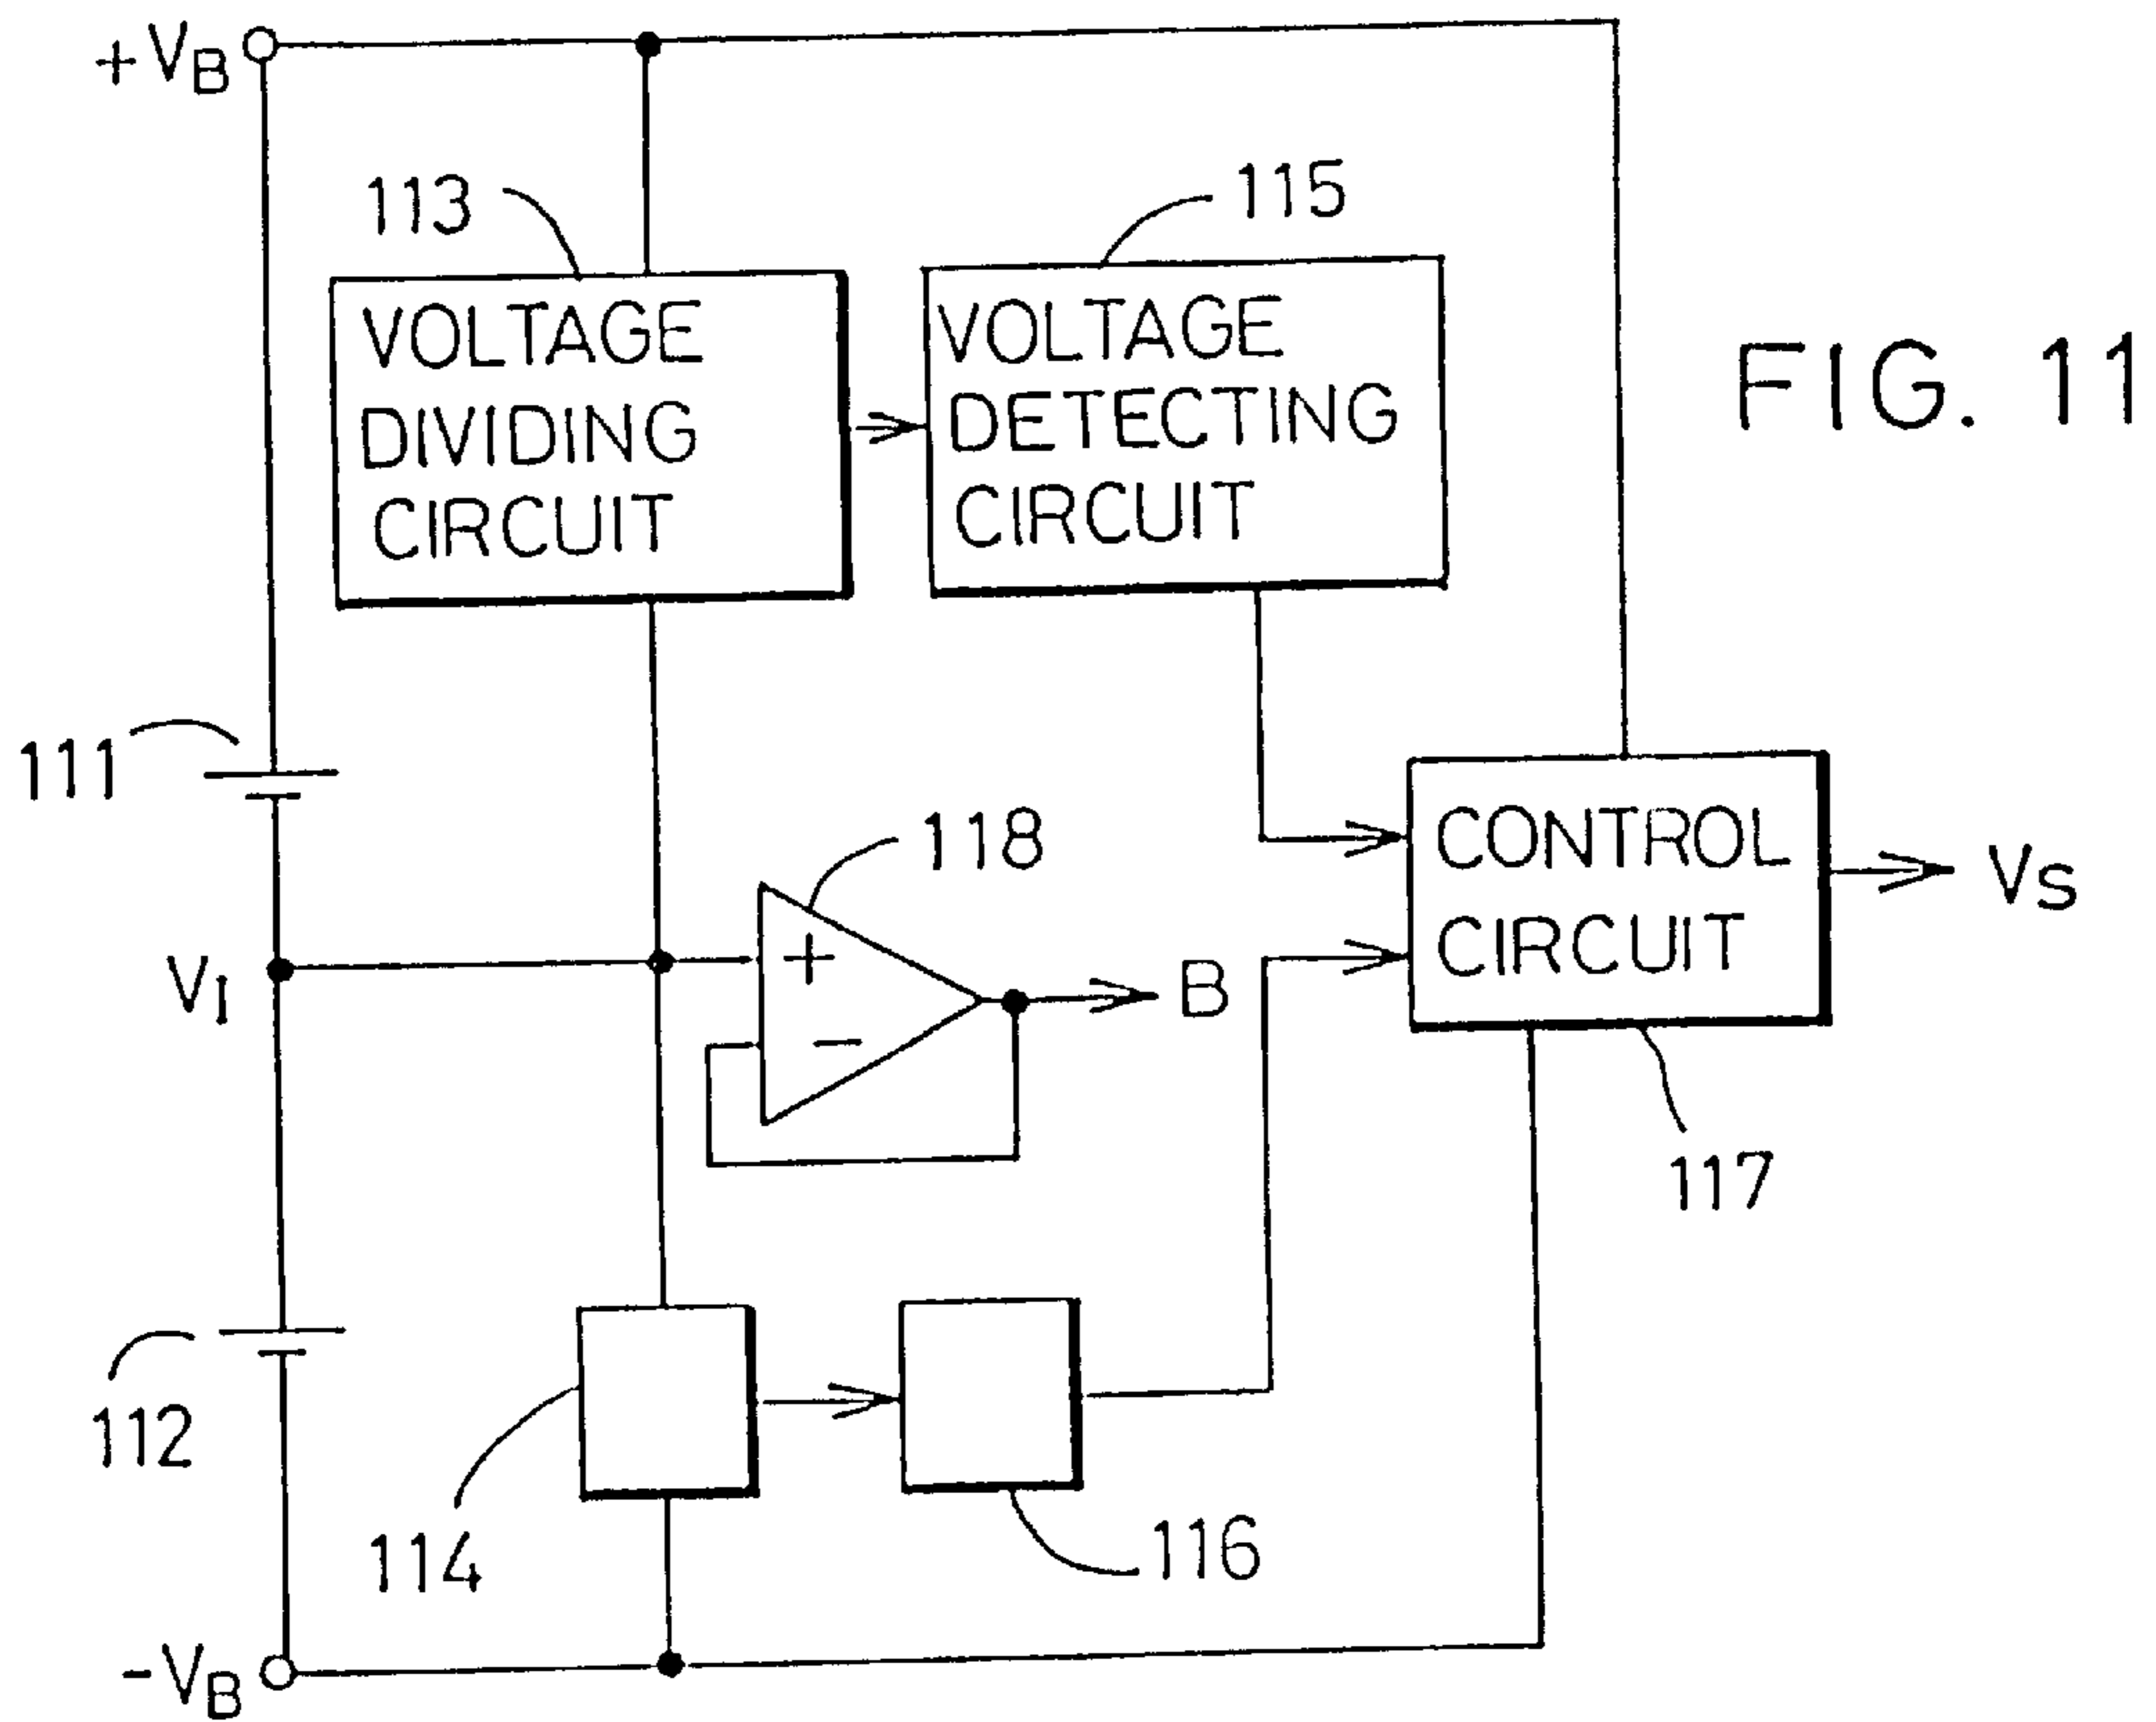 +VB
113
115
VOLTAGE
DIVIDING
CIRCUIT
VOLTAGE
DETECTING
CIRCUIT
FIG. 11
111
118
+
-
B
CONTROL
CIRCUIT
VS
VI
117
112
114
116
-VB